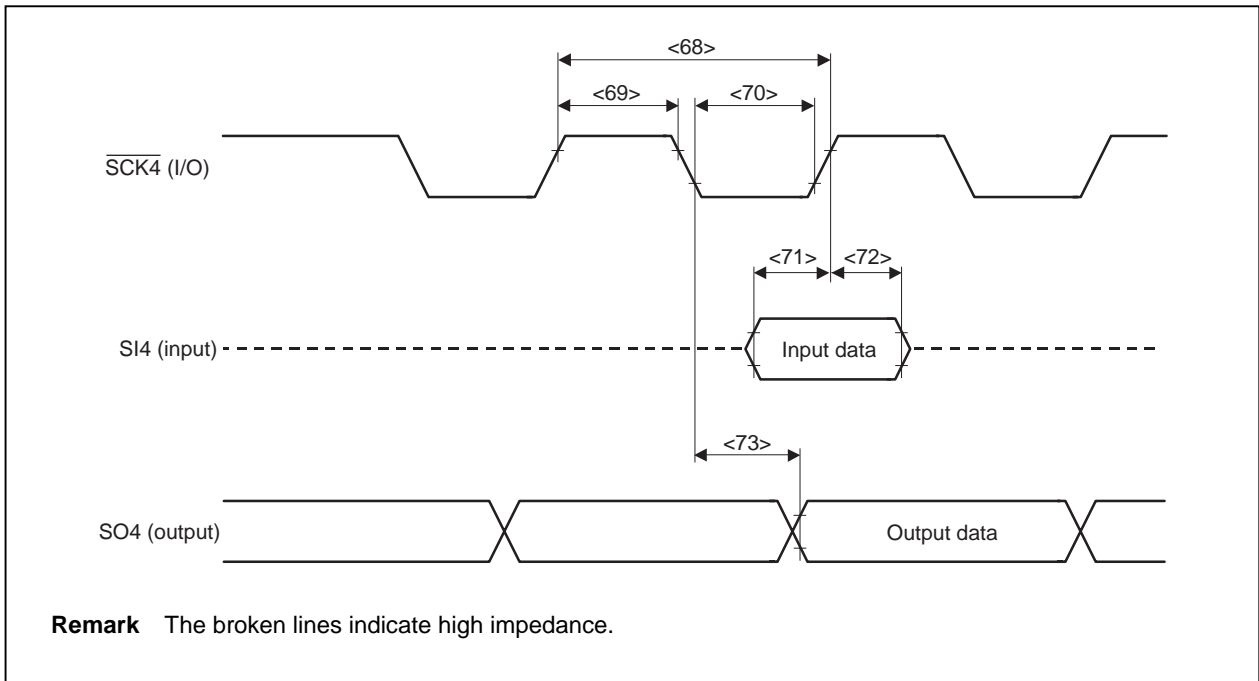 <68>
<69> <70>
SCK4 (I/O)
<71> <72>
SI4 (input) Input data
<73>
SO4 (output) Output data
Remark The broken lines indicate high impedance.